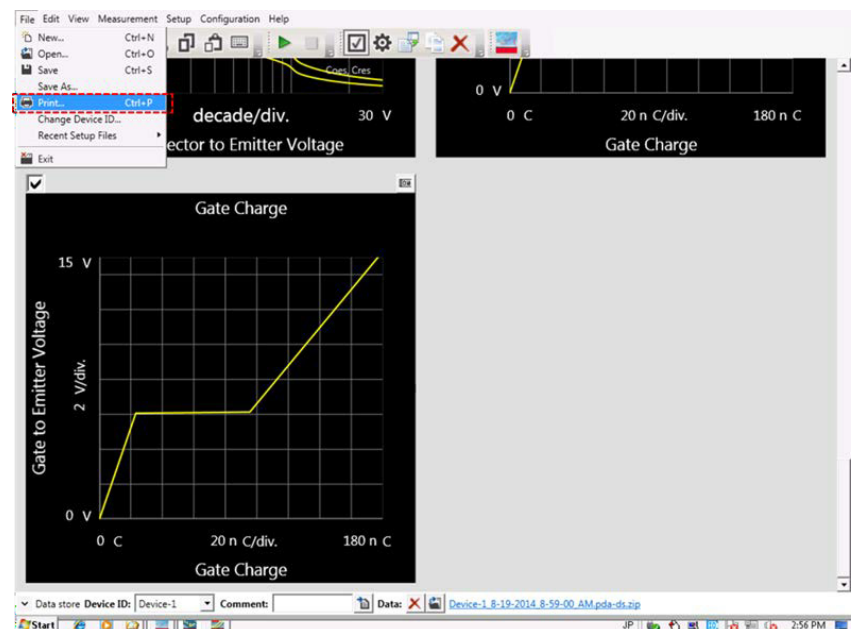 File Edit View Measurement Setup Configuration Help
New... Ctrl+N
Open... Ctrl+O
Save Ctrl+S
Save As...
Print... Ctrl+P
Change Device ID...
Recent Setup Files
Exit
Coes Cres
decade/div. 30 V
ector to Emitter Voltage
0 V
0 C 20 n C/div. 180 n C
Gate Charge
Gate Charge
15 V
Gate to Emitter Voltage
2 V/div.
0 V
0 C 20 n C/div. 180 n C
Gate Charge
Data store Device ID: Device-1 Comment: Data: Device-1_8-19-2014_8-59-00_AM.pda-ds.zip
Start JP 2:56 PM